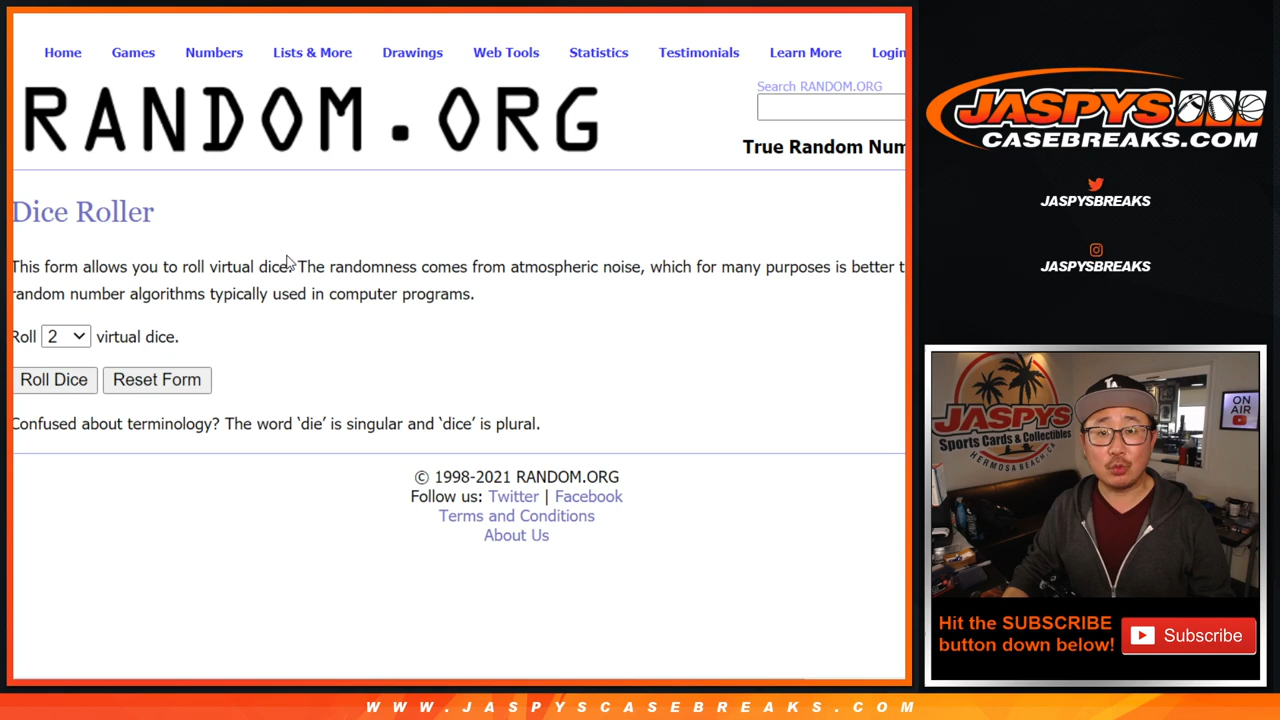 Home Games Numbers Lists & More Drawings Web Tools Statistics Testimonials Learn More Login
RANDOM.ORG
Search RANDOM.ORG
True Random Num
Dice Roller
This form allows you to roll virtual dice. The randomness comes from atmospheric noise, which for many purposes is better t
random number algorithms typically used in computer programs.
Roll 2 virtual dice.
Roll Dice Reset Form
Confused about terminology? The word ‘die’ is singular and ‘dice’ is plural.
© 1998-2021 RANDOM.ORG
Follow us: Twitter | Facebook
Terms and Conditions
About Us
JASPYS
CASEBREAKS.COM
JASPYSBREAKS
JASPYSBREAKS
JASPYS
Sports Cards & Collectibles
HERMOSA BEACH, CA
LA
ON
AIR
Hit the SUBSCRIBE
button down below!
Subscribe
WWW.JASPYSCASEBREAKS.COM